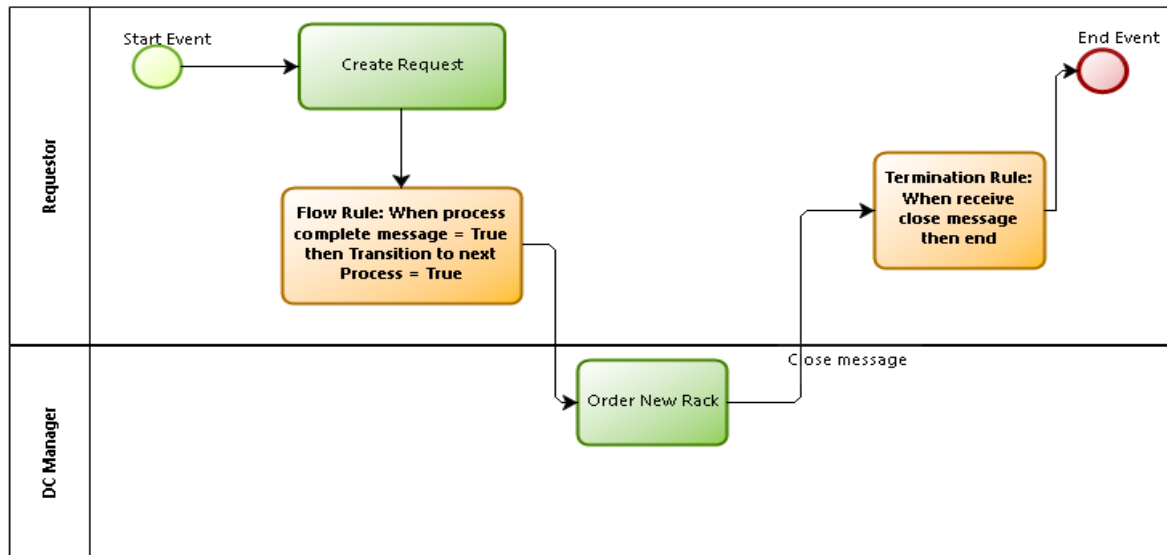 Start Event
Create Request
End Event
Requestor
Flow Rule: When process
complete message = True
then Transition to next
Process = True
Termination Rule:
When receive
close message
then end
Close message
Order New Rack
DC Manager